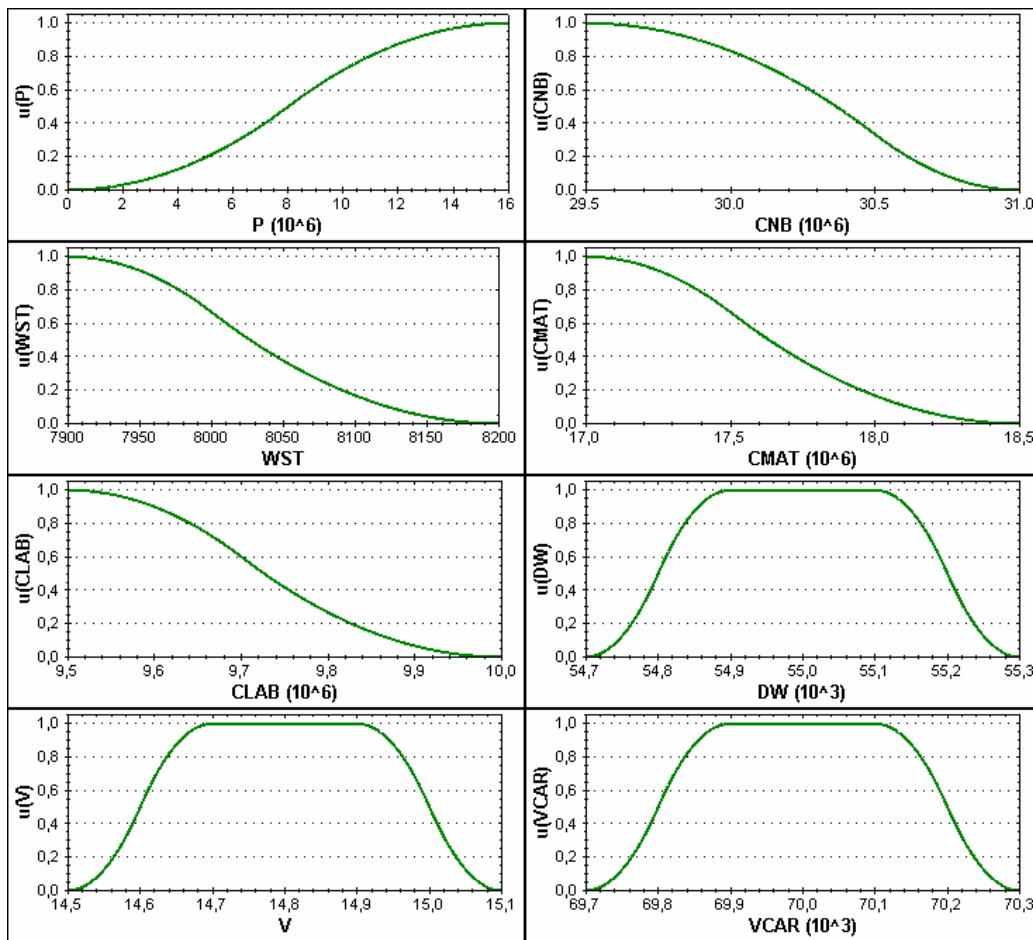 1.0
0.8
0.6
0.4
0.2
0.0
u(P)
0 2 4 6 8 10 12 14 16
P (10^6)
1.0
0.8
0.6
0.4
0.2
0.0
u(CNB)
29.5 30.0 30.5 31.0
CNB (10^6)
1,0
0,8
0,6
0,4
0,2
0,0
u(WST)
7900 7950 8000 8050 8100 8150 8200
WST
1,0
0,8
0,6
0,4
0,2
0,0
u(CMAT)
17,0 17,5 18,0 18,5
CMAT (10^6)
1,0
0,8
0,6
0,4
0,2
0,0
u(CLAB)
9,5 9,6 9,7 9,8 9,9 10,0
CLAB (10^6)
1,0
0,8
0,6
0,4
0,2
0,0
u(DW)
54,7 54,8 54,9 55,0 55,1 55,2 55,3
DW (10^3)
1,0
0,8
0,6
0,4
0,2
0,0
u(V)
14,5 14,6 14,7 14,8 14,9 15,0 15,1
V
1,0
0,8
0,6
0,4
0,2
0,0
u(VCAR)
69,7 69,8 69,9 70,0 70,1 70,2 70,3
VCAR (10^3)